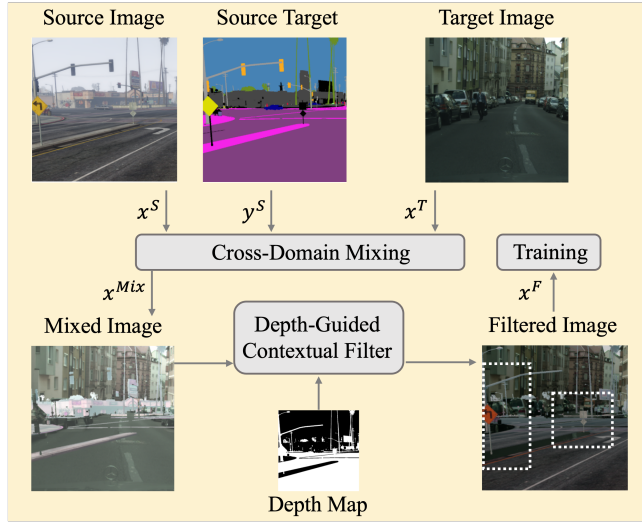 Source Image
Source Target
Target Image
x^S
y^S
x^T
Cross-Domain Mixing
Training
x^{Mix}
x^F
Mixed Image
Depth-Guided
Contextual Filter
Filtered Image
Depth Map